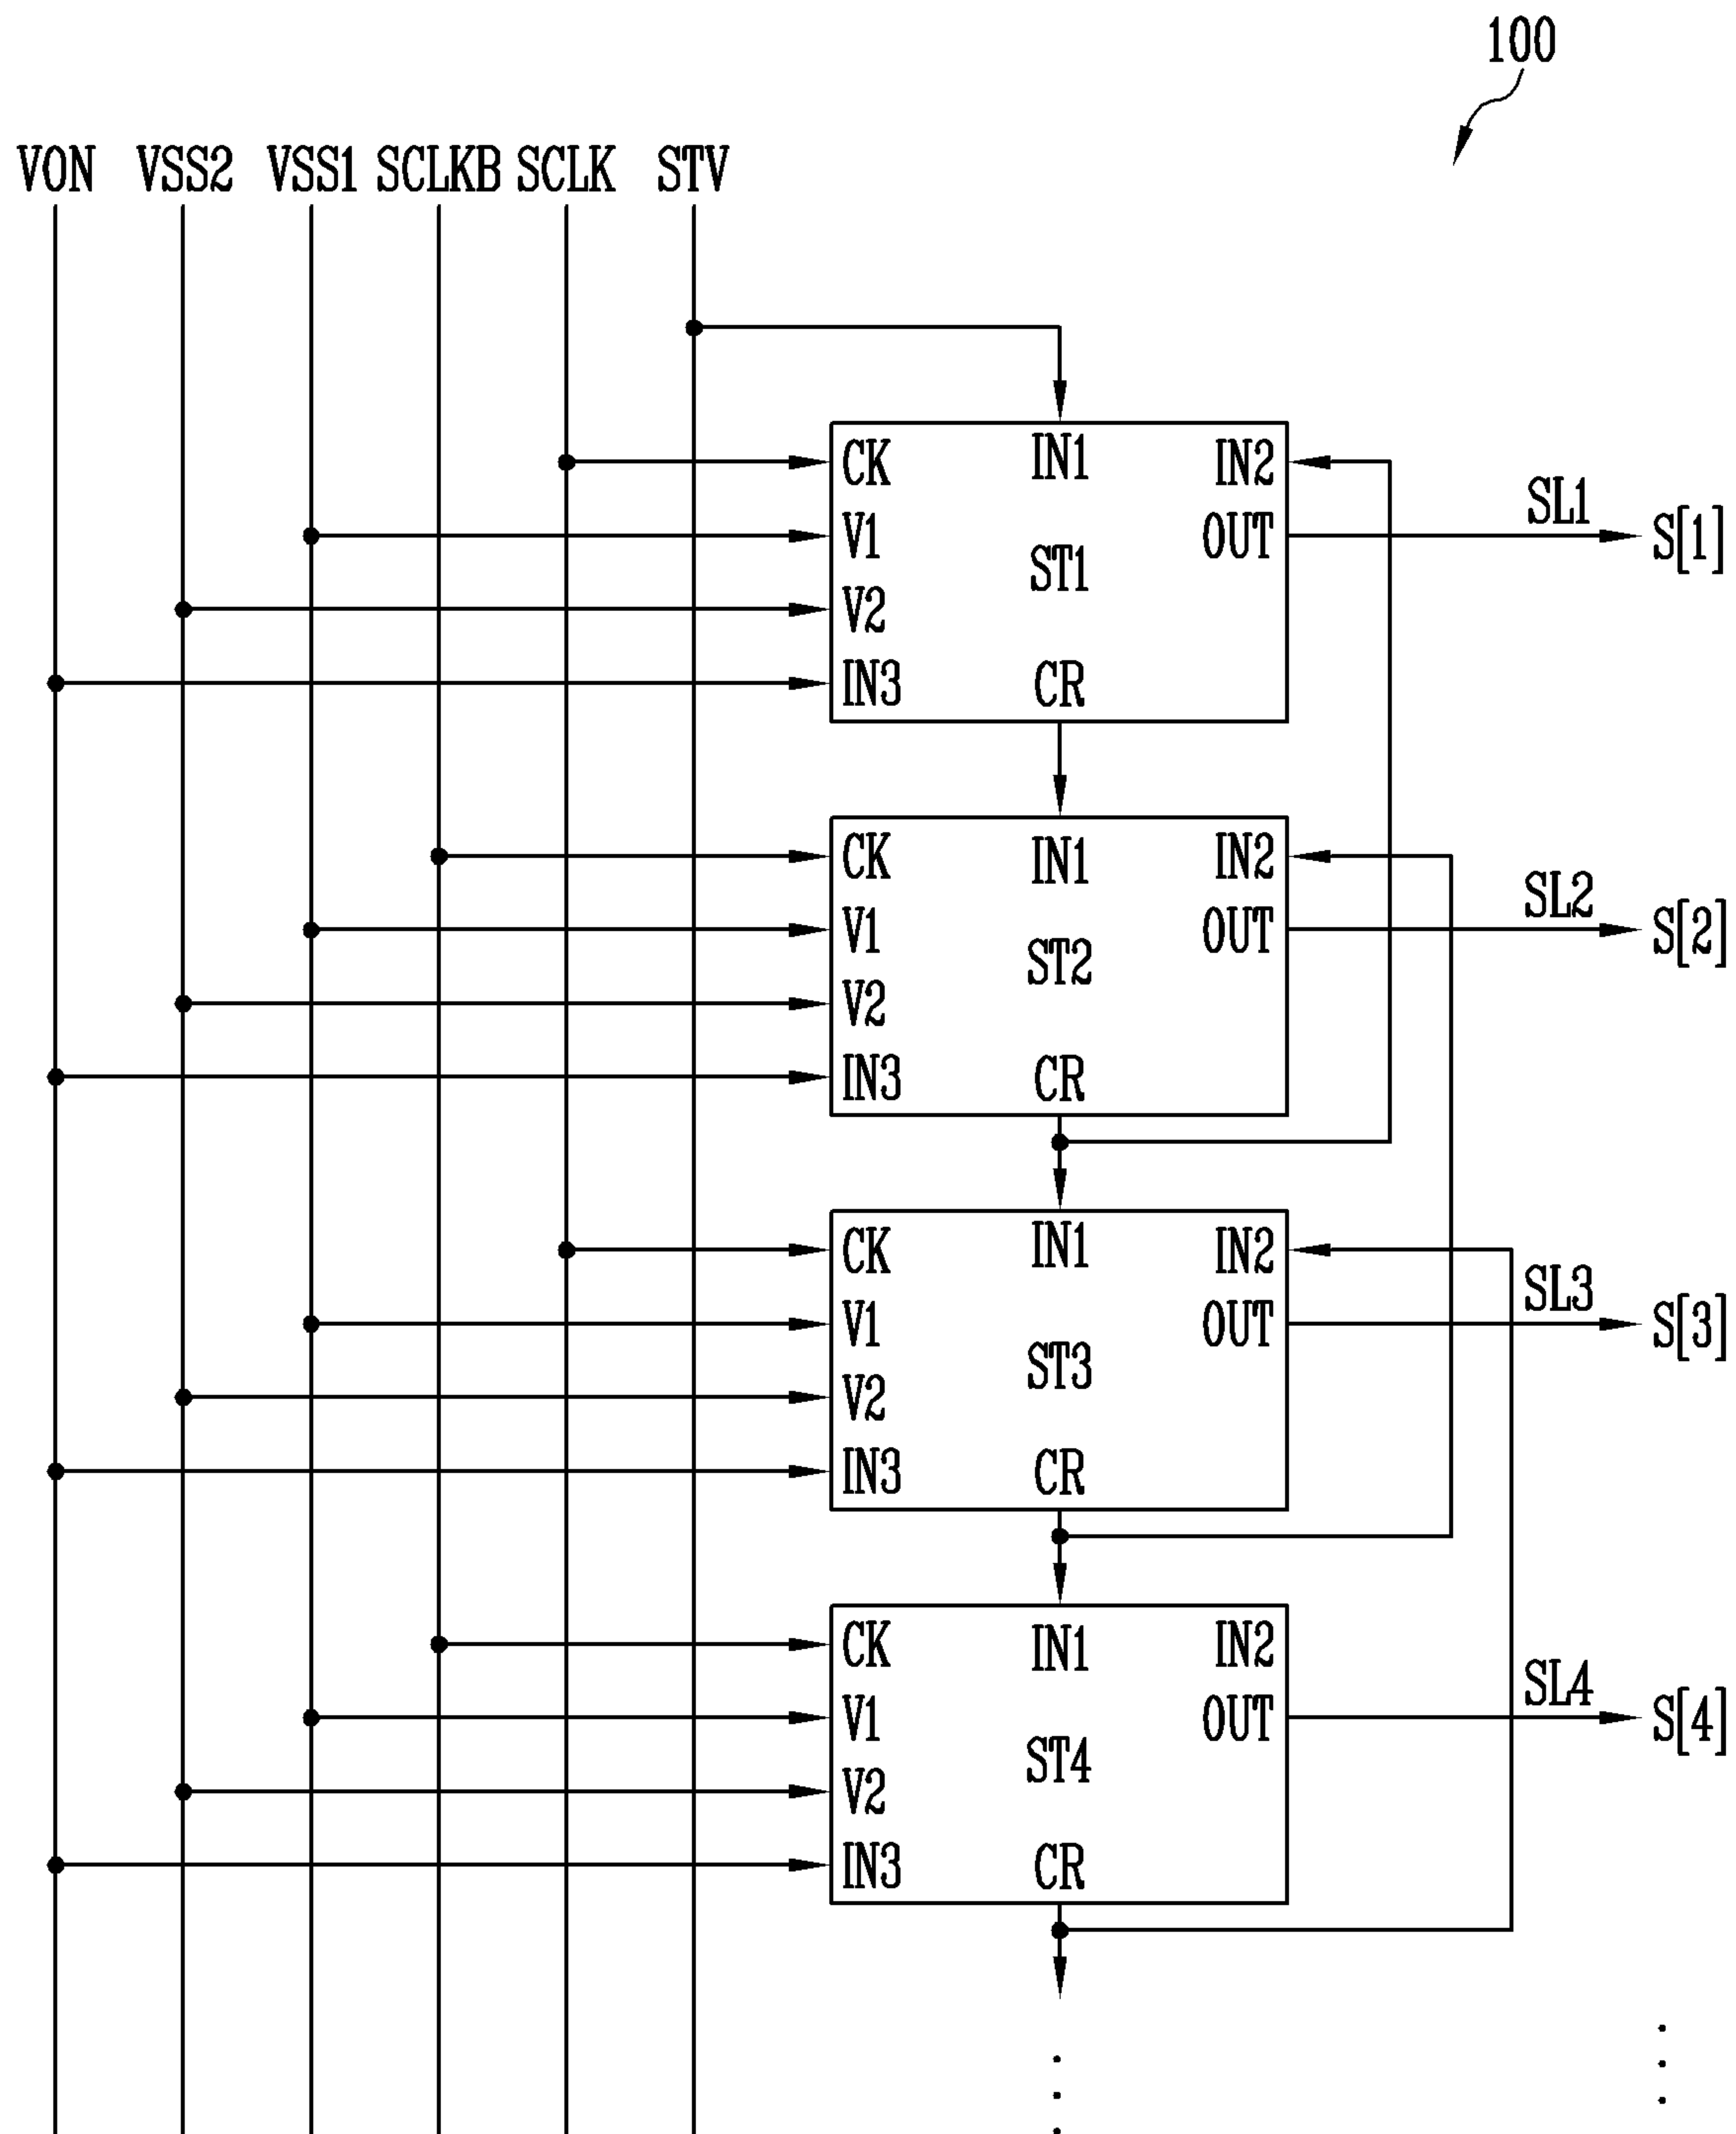 100
VON VSS2 VSS1 SCLKB SCLK STV
CK IN1 IN2
SL1
V1 OUT S[1]
ST1
V2
IN3 CR
CK IN1 IN2
SL2
V1 OUT S[2]
ST2
V2
IN3 CR
CK IN1 IN2
SL3
V1 OUT S[3]
ST3
V2
IN3 CR
CK IN1 IN2
SL4
V1 OUT S[4]
ST4
V2
IN3 CR